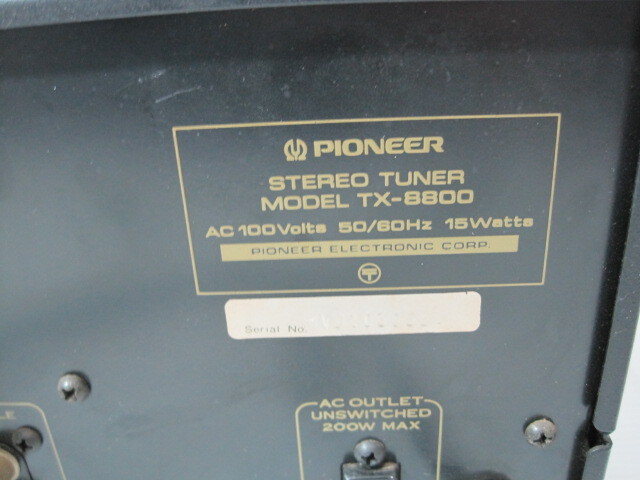 PIONEER
STEREO TUNER
MODEL TX-8800
AC 100Volts 50/60Hz 15Watts
PIONEER ELECTRONIC CORP.
T
Serial No.
AC OUTLET
UNSWITCHED
200W MAX